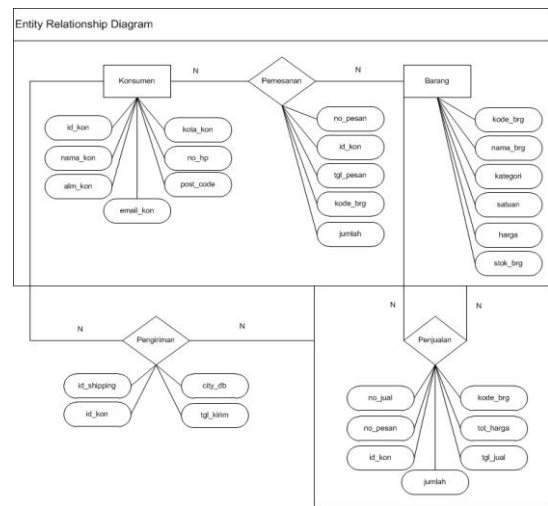 Entity Relationship Diagram
Konsumen
N
Pemesanan
N
Barang
id_kon
nama_kon
alm_kon
email_kon
kota_kon
no_hp
post_code
no_pesan
id_kon
tgl_pesan
kode_brg
jumlah
kode_brg
nama_brg
kategori
satuan
harga
stok_brg
N
Pengiriman
N
N
N
Penjualan
id_shipping
id_kon
city_db
tgl_kirim
no_jual
no_pesan
id_kon
jumlah
kode_brg
tot_harga
tgl_jual